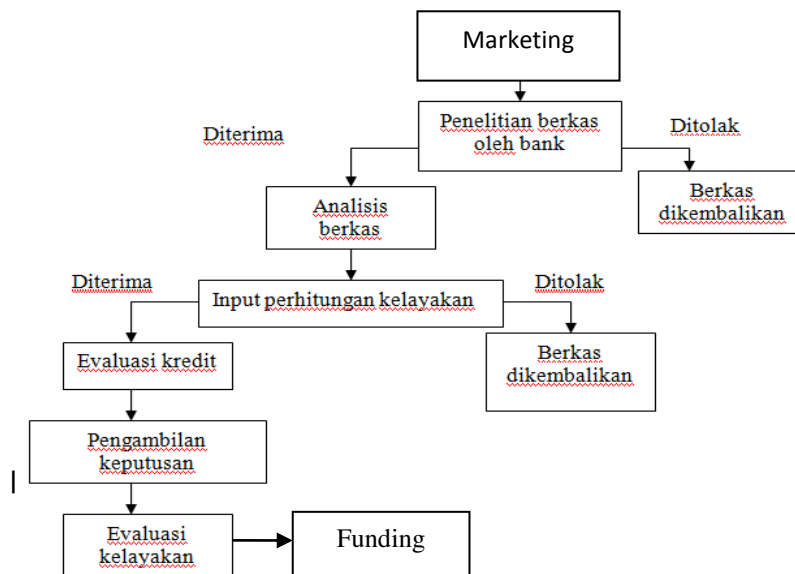 Marketing
Penelitian berkas
oleh bank
Diterima
Ditolak
Analisis
berkas
Berkas
dikembalikan
Diterima
Input perhitungan kelayakan
Ditolak
Evaluasi kredit
Berkas
dikembalikan
Pengambilan
keputusan
Evaluasi
kelayakan
Funding